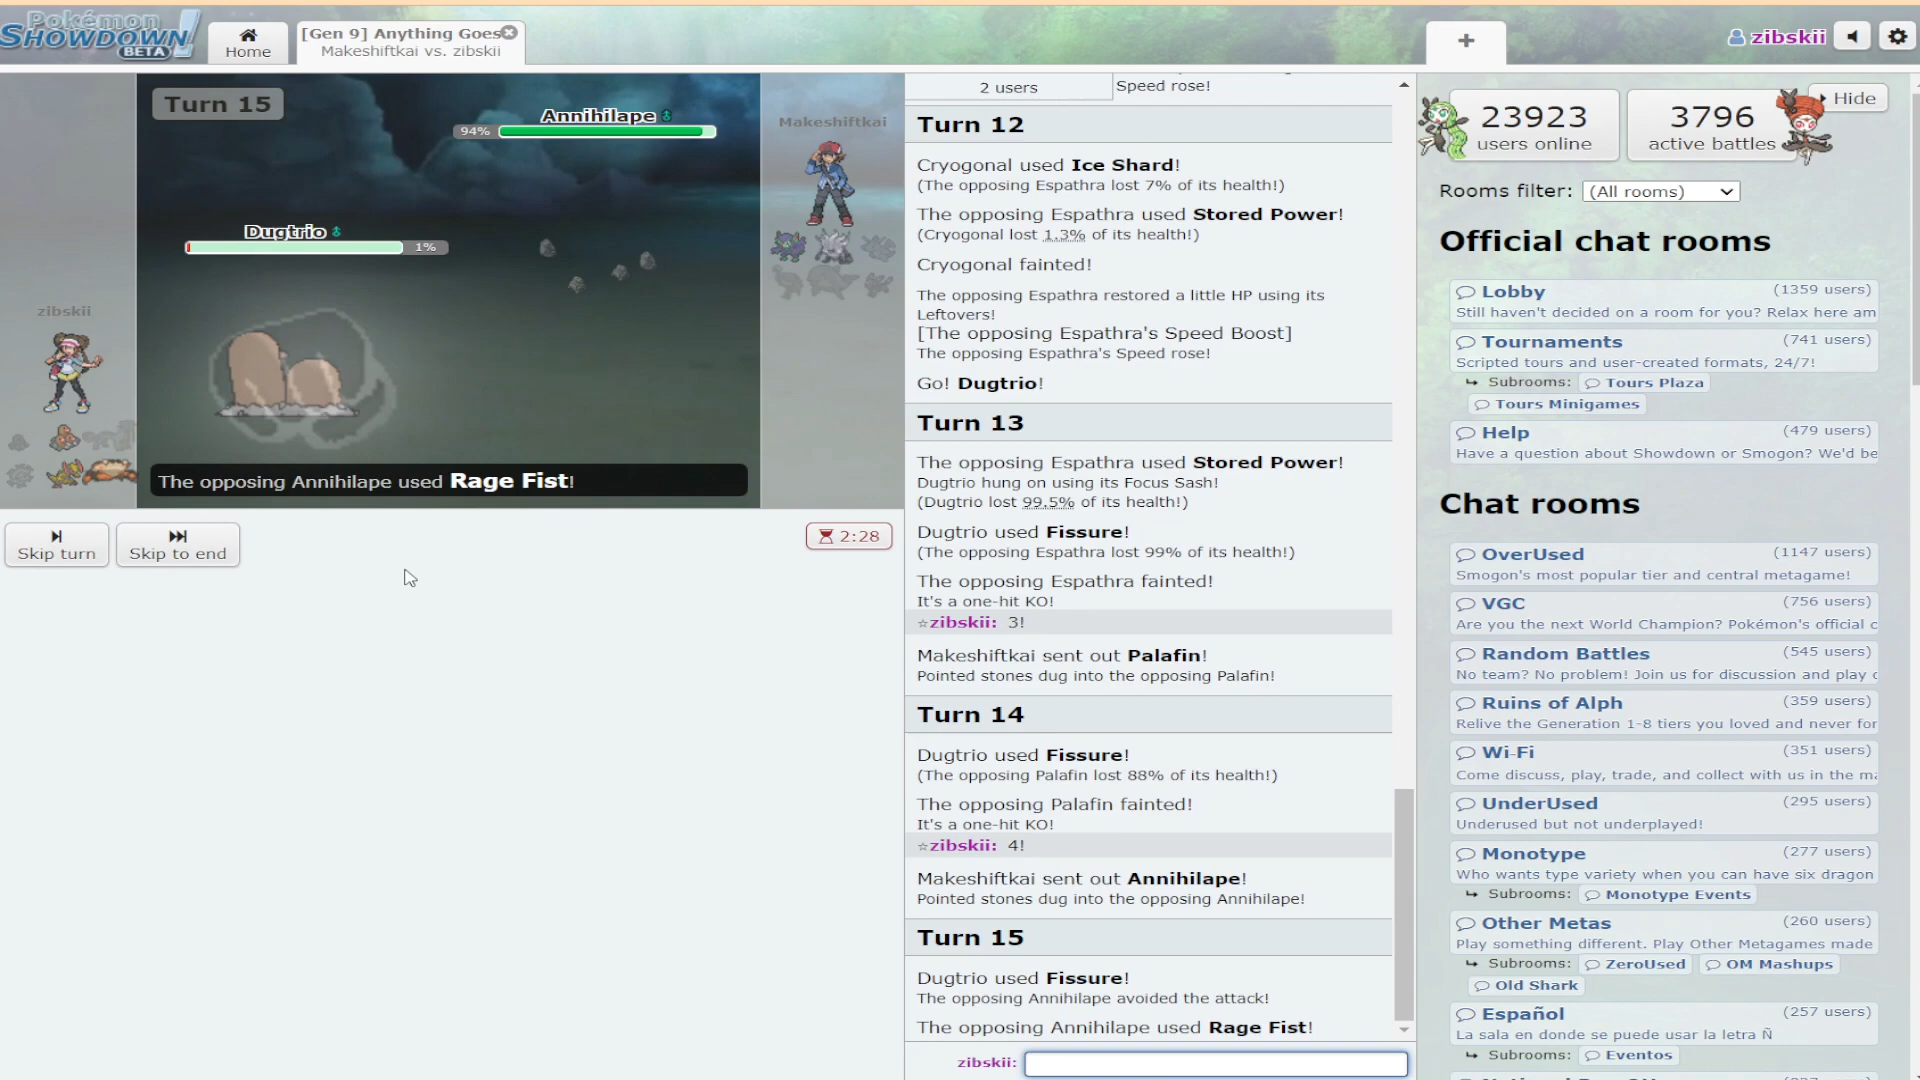 Pokémon
SHOWDOWN!
BETA
Home
[Gen 9] Anything Goes
Makeshiftkai vs. zibskii
+
zibskii
Turn 15
Annihilape
94%
Dugtrio
1%
zibskii
Makeshiftkai
The opposing Annihilape used Rage Fist!
Skip turn
Skip to end
2:28
2 users
Speed rose!
Turn 12
Cryogonal used Ice Shard!
(The opposing Espathra lost 7% of its health!)
The opposing Espathra used Stored Power!
(Cryogonal lost 1.3% of its health!)
Cryogonal fainted!
The opposing Espathra restored a little HP using its
Leftovers!
[The opposing Espathra's Speed Boost]
The opposing Espathra's Speed rose!
Go! Dugtrio!
Turn 13
The opposing Espathra used Stored Power!
Dugtrio hung on using its Focus Sash!
(Dugtrio lost 99.5% of its health!)
Dugtrio used Fissure!
(The opposing Espathra lost 99% of its health!)
The opposing Espathra fainted!
It's a one-hit KO!
☆zibskii: 3!
Makeshiftkai sent out Palafin!
Pointed stones dug into the opposing Palafin!
Turn 14
Dugtrio used Fissure!
(The opposing Palafin lost 88% of its health!)
The opposing Palafin fainted!
It's a one-hit KO!
☆zibskii: 4!
Makeshiftkai sent out Annihilape!
Pointed stones dug into the opposing Annihilape!
Turn 15
Dugtrio used Fissure!
The opposing Annihilape avoided the attack!
The opposing Annihilape used Rage Fist!
zibskii:
23923
users online
3796
active battles
Hide
Rooms filter: (All rooms)
Official chat rooms
Lobby (1359 users)
Still haven't decided on a room for you? Relax here am
Tournaments (741 users)
Scripted tours and user-created formats, 24/7!
Subrooms: Tours Plaza
Tours Minigames
Help (479 users)
Have a question about Showdown or Smogon? We'd be
Chat rooms
OverUsed (1147 users)
Smogon's most popular tier and central metagame!
VGC (756 users)
Are you the next World Champion? Pokémon's official c
Random Battles (545 users)
No team? No problem! Join us for discussion and play
Ruins of Alph (359 users)
Relive the Generation 1-8 tiers you loved and never for
Wi-Fi (351 users)
Come discuss, play, trade, and collect with us in the
UnderUsed (295 users)
Underused but not underplayed!
Monotype (277 users)
Who wants type variety when you can have six dragon
Subrooms: Monotype Events
Other Metas (260 users)
Play something different. Play Other Metagames made
Subrooms: ZeroUsed OM Mashups
Old Shark
Español (257 users)
La sala en donde se puede usar la letra Ñ
Subrooms: Eventos